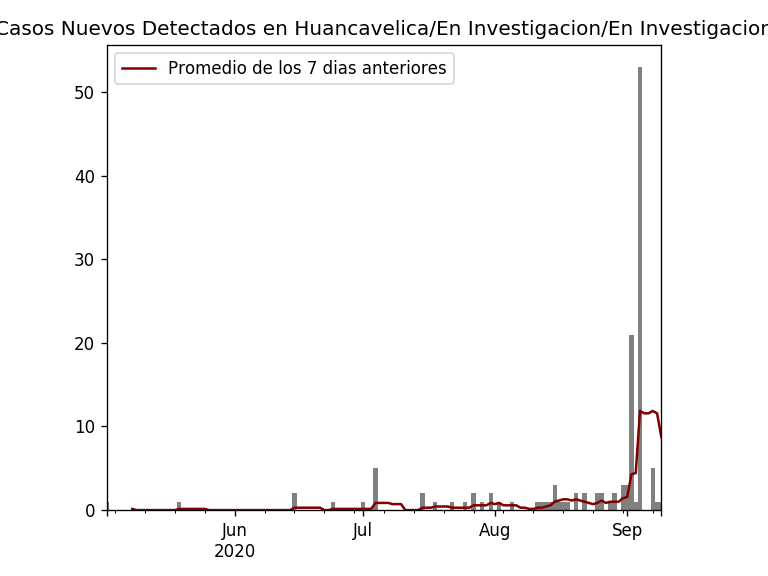 Casos Nuevos Detectados en Huancavelica/En Investigacion/En Investigacion
Promedio de los 7 dias anteriores
50
40
30
20
10
0
Jun Jul Aug Sep
2020